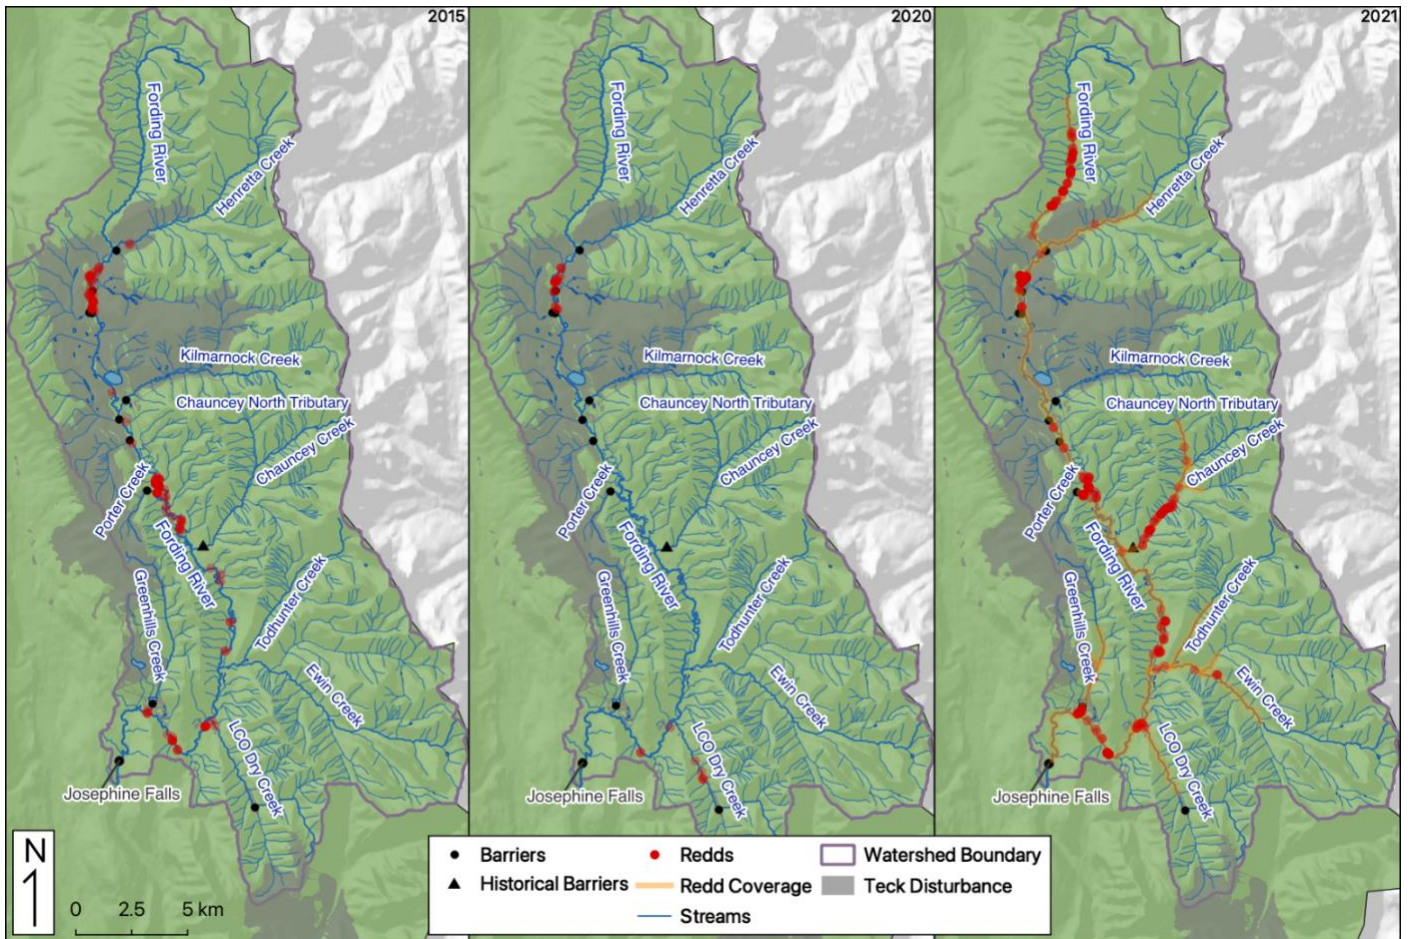 2015
Fording River
Henretta Creek
Kilmarnock Creek
Chauncey North Tributary
Chauncey Creek
Porter Creek
Fording River
Greenhills Creek
Todhunter Creek
Ewin Creek
LCO Dry Creek
Josephine Falls
N
0 2.5 5 km
2020
Fording River
Henretta Creek
Kilmarnock Creek
Chauncey North Tributary
Chauncey Creek
Porter Creek
Fording River
Greenhills Creek
Todhunter Creek
Ewin Creek
LCO Dry Creek
Josephine Falls
2021
Fording River
Henretta Creek
Kilmarnock Creek
Chauncey North Tributary
Chauncey Creek
Porter Creek
Fording River
Greenhills Creek
Todhunter Creek
Ewin Creek
LCO Dry Creek
Josephine Falls
Barriers
Historical Barriers
Redds
Redd Coverage
Streams
Watershed Boundary
Teck Disturbance